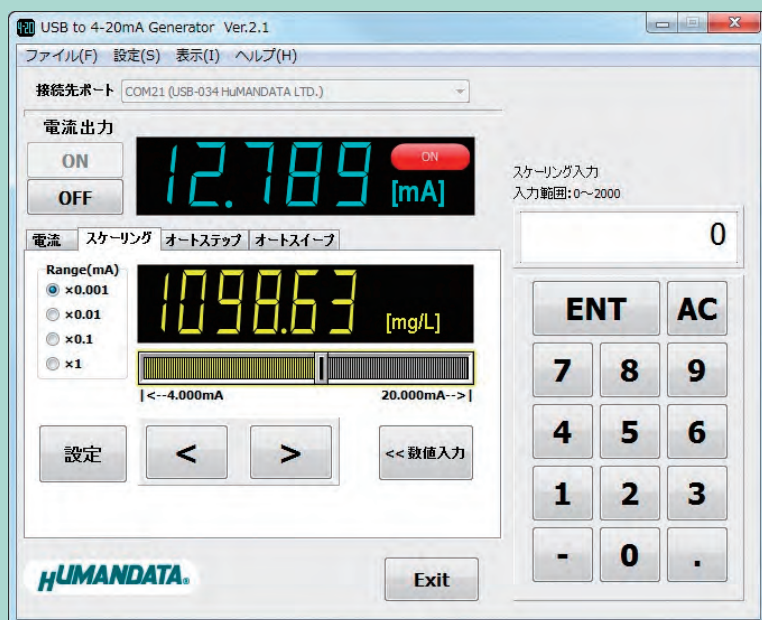 4-20 USB to 4-20mA Generator Ver.2.1
ファイル(F) 設定(S) 表示(I) ヘルプ(H)
接続先ポート COM21 (USB-034 HuMANDATA LTD.)
電流出力
ON
OFF
12.789 ON
[mA]
電流 スケーリング オートステップ オートスイープ
Range(mA)
×0.001
×0.01
×0.1
×1
1098.63 [mg/L]
|<--4.000mA 20.000mA-->|
設定 < > <<数値入力
HUMANDATA®
Exit
スケーリング入力
入力範囲:0～2000
0
ENT AC
7 8 9
4 5 6
1 2 3
- 0 .